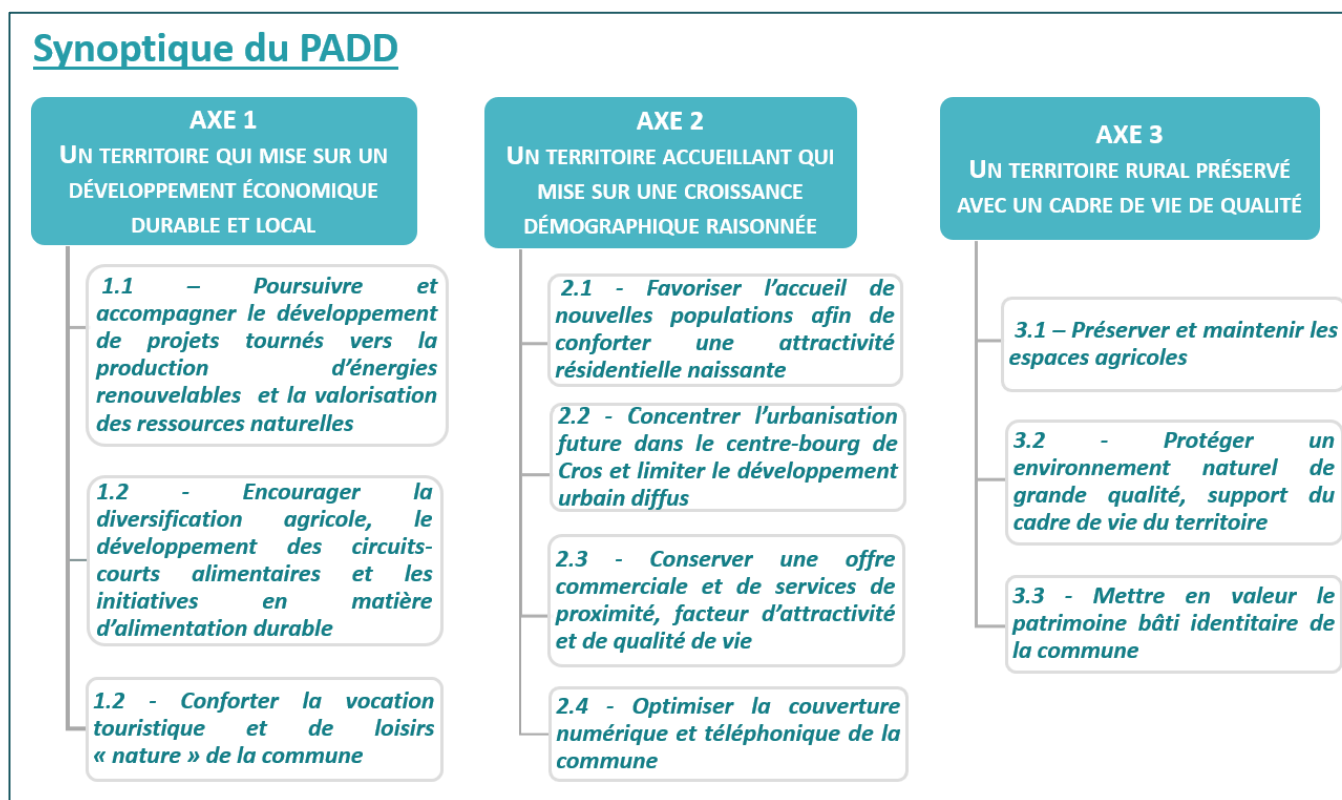 Synoptique du PADD
AXE 1
UN TERRITOIRE QUI MISE SUR UN
DÉVELOPPEMENT ÉCONOMIQUE
DURABLE ET LOCAL
1.1 – Poursuivre et
accompagner le développement
de projets tournés vers la
production d’énergies
renouvelables et la valorisation
des ressources naturelles
1.2 - Encourager la
diversification agricole, le
développement des circuits-
courts alimentaires et les
initiatives en matière
d’alimentation durable
1.2 - Conforter la vocation
touristique et de loisirs
« nature » de la commune
AXE 2
UN TERRITOIRE ACCUEILLANT QUI
MISE SUR UNE CROISSANCE
DÉMOGRAPHIQUE RAISONNÉE
2.1 - Favoriser l’accueil de
nouvelles populations afin de
conforter une attractivité
résidentielle naissante
2.2 - Concentrer l’urbanisation
future dans le centre-bourg de
Cros et limiter le développement
urbain diffus
2.3 - Conserver une offre
commerciale et de services de
proximité, facteur d’attractivité
et de qualité de vie
2.4 - Optimiser la couverture
numérique et téléphonique de la
commune
AXE 3
UN TERRITOIRE RURAL PRÉSERVÉ
AVEC UN CADRE DE VIE DE QUALITÉ
3.1 – Préserver et maintenir les
espaces agricoles
3.2 - Protéger un
environnement naturel de
grande qualité, support du
cadre de vie du territoire
3.3 - Mettre en valeur le
patrimoine bâti identitaire de
la commune